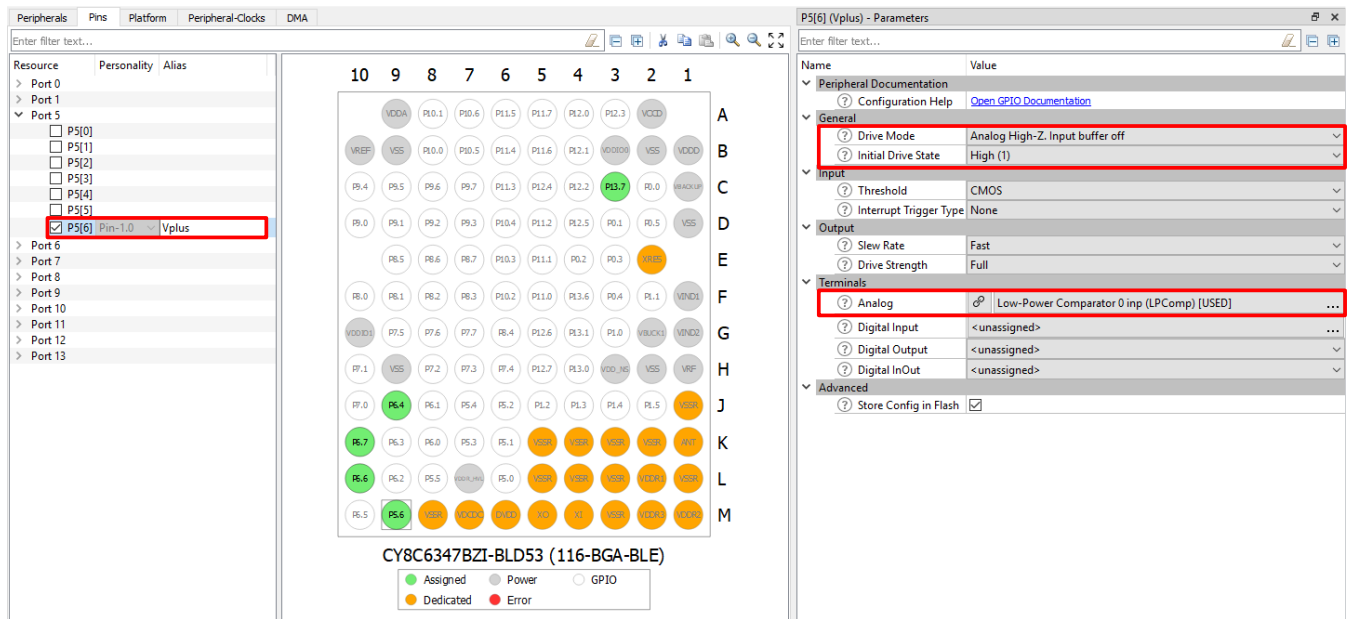 Peripherals Pins Platform Peripheral-Clocks DMA
Enter filter text...
Resource Personality Alias
Port 0
Port 1
Port 5
P5[0]
P5[1]
P5[2]
P5[3]
P5[4]
P5[5]
P5[6] Pin-1.0 Vplus
Port 6
Port 7
Port 8
Port 9
Port 10
Port 11
Port 12
Port 13
10 9 8 7 6 5 4 3 2 1
VDDA P10.1 P10.6 P11.5 P11.7 P12.0 P12.3 VCCD A
VREF VSS P10.0 P10.5 P11.4 P11.6 P12.1 VDDIO0 VSS VDDD B
P9.4 P9.5 P9.6 P9.7 P11.3 P12.4 P12.2 P13.7 P0.0 VBACKUP C
P9.0 P9.1 P9.2 P9.3 P10.4 P11.2 P12.5 P0.1 P0.5 VSS D
P8.5 P8.6 P8.7 P10.3 P11.1 P0.2 P0.3 XRES E
P8.0 P8.1 P8.2 P8.3 P10.2 P11.0 P13.6 P0.4 P1.1 VIND1 F
VDDIO1 P7.5 P7.6 P7.7 P8.4 P12.6 P13.1 P1.0 VBUCK1 VIND2 G
P7.1 VSS P7.2 P7.3 P7.4 P12.7 P13.0 VDD_NS VSS VRF H
P7.0 P6.4 P6.1 P5.4 P5.2 P1.2 P1.3 P1.4 P1.5 VSSR J
P6.7 P6.3 P6.0 P5.3 P5.1 VSSR VSSR VSSR VSSR ANT K
P6.6 P6.2 P5.5 VDDR_HVL P5.0 VSSR VSSR VSSR VDDR1 VSSR L
P6.5 P5.6 VSSR VDCDC DVDD XO XI VSSR VDDR3 VDDR2 M
CY8C6347BZI-BLD53 (116-BGA-BLE)
Assigned Power GPIO
Dedicated Error
P5[6] (Vplus) - Parameters
Enter filter text...
Name Value
Peripheral Documentation
Configuration Help Open GPIO Documentation
General
Drive Mode Analog High-Z. Input buffer off
Initial Drive State High (1)
Input
Threshold CMOS
Interrupt Trigger Type None
Output
Slew Rate Fast
Drive Strength Full
Terminals
Analog Low-Power Comparator 0 inp (LPComp) [USED] ...
Digital Input <unassigned> ...
Digital Output <unassigned>
Digital InOut <unassigned>
Advanced
Store Config in Flash